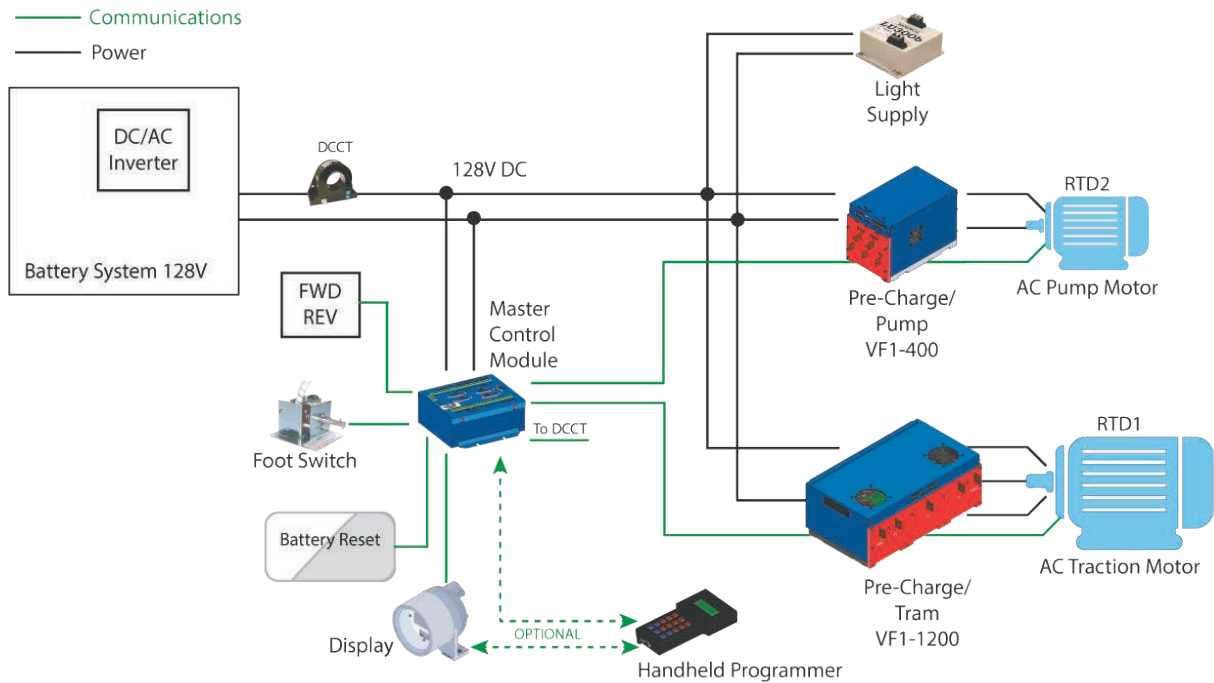 Communications
Power
DC/AC
Inverter
Battery System 128V
DCCT
128V DC
LU300b
Light
Supply
RTD2
AC Pump Motor
Pre-Charge/
Pump
VF1-400
FWD
REV
Master
Control
Module
To DCCT
Foot Switch
Battery Reset
Display
OPTIONAL
Handheld Programmer
RTD1
AC Traction Motor
Pre-Charge/
Tram
VF1-1200